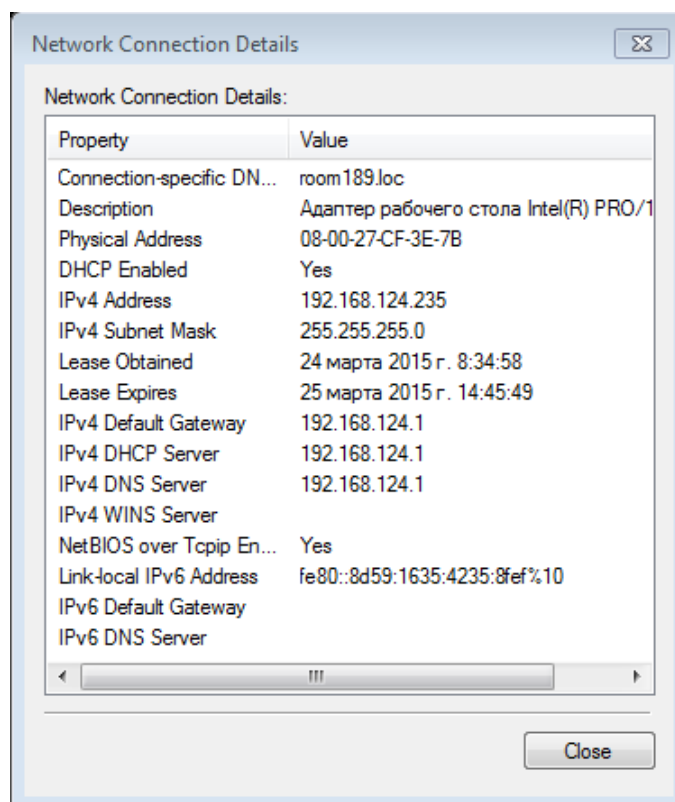 Network Connection Details
Network Connection Details:
Property Value
Connection-specific DN... room189.loc
Description Адаптер рабочего стола Intel(R) PRO/1
Physical Address 08-00-27-CF-3E-7B
DHCP Enabled Yes
IPv4 Address 192.168.124.235
IPv4 Subnet Mask 255.255.255.0
Lease Obtained 24 марта 2015 г. 8:34:58
Lease Expires 25 марта 2015 г. 14:45:49
IPv4 Default Gateway 192.168.124.1
IPv4 DHCP Server 192.168.124.1
IPv4 DNS Server 192.168.124.1
IPv4 WINS Server
NetBIOS over Tcpip En... Yes
Link-local IPv6 Address fe80::8d59:1635:4235:8fef%10
IPv6 Default Gateway
IPv6 DNS Server
Close